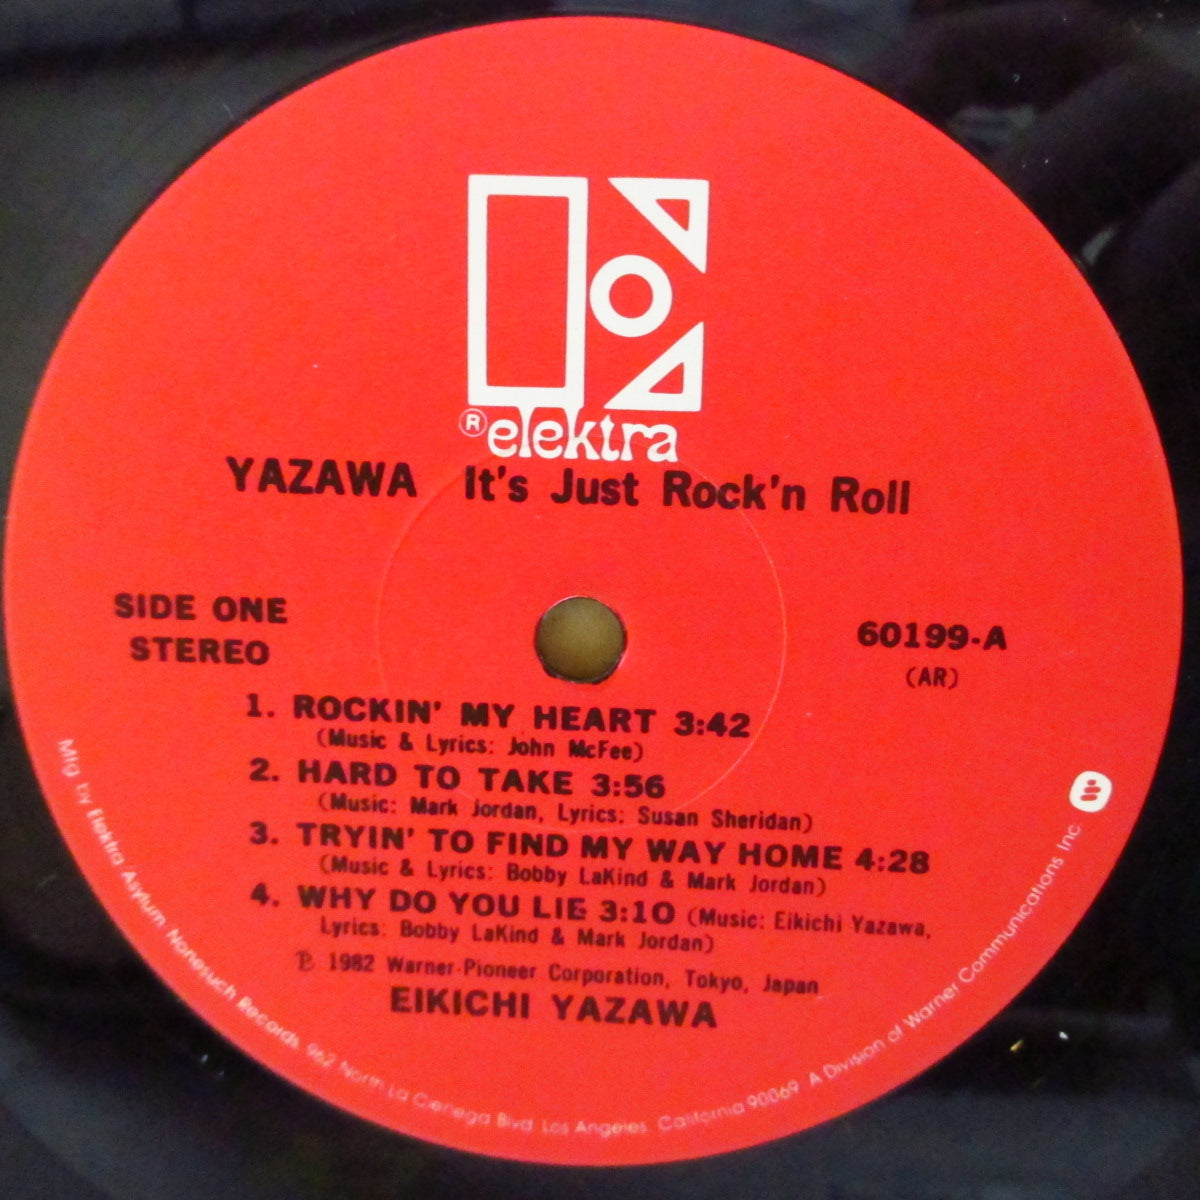 ® elektra
YAZAWA It's Just Rock'n Roll
SIDE ONE
STEREO
60199-A
(AR)
1. ROCKIN' MY HEART 3:42
(Music & Lyrics: John McFee)
2. HARD TO TAKE 3:56
(Music: Mark Jordan, Lyrics: Susan Sheridan)
3. TRYIN' TO FIND MY WAY HOME 4:28
(Music & Lyrics: Bobby LaKind & Mark Jordan)
4. WHY DO YOU LIE 3:10 (Music: Eikichi Yazawa,
Lyrics: Bobby LaKind & Mark Jordan)
℗ 1982 Warner-Pioneer Corporation, Tokyo, Japan
EIKICHI YAZAWA
Mfg by Elektra Asylum Nonesuch Records. 962 North La Cienega Blvd. Los Angeles. California 90069 A Division of Warner Communications Inc